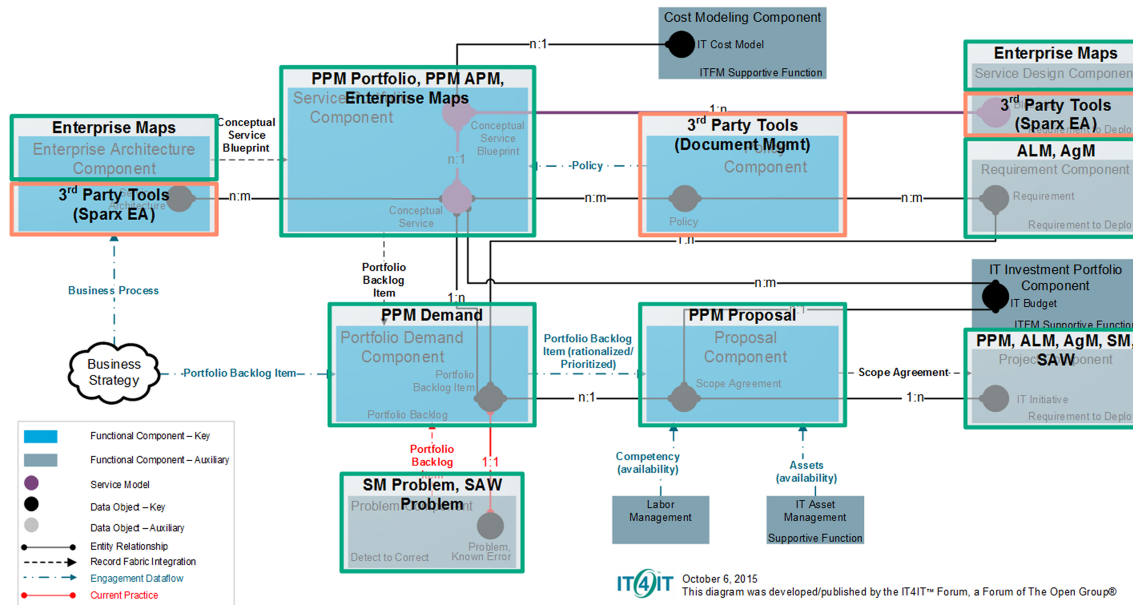 Cost Modeling Component
n:1
IT Cost Model
ITFM Supportive Function
Enterprise Maps
Service Design Component
PPM Portfolio, PPM APM,
Enterprise Maps
Component
Conceptual
Service
Blueprint
n:1
Conceptual
Service
1:n
3rd Party Tools
(Sparx EA)
Requirement to Deploy
Enterprise Maps
Enterprise Architecture
Component
Conceptual
Service
Blueprint
3rd Party Tools
(Sparx EA)
Architecture
n:m
Policy
3rd Party Tools
(Document Mgmt)
Component
Policy
n:m
n:m
ALM, AgM
Requirement Component
Requirement
Requirement to Deploy
1:n
Business Process
Portfolio
Backlog
Item
1:n
n:m
IT Investment Portfolio
Component
IT Budget
n:1
ITFM Supportive Function
PPM Demand
Portfolio Demand
Component
Portfolio
Backlog Item
Portfolio Backlog
Portfolio Backlog
Item (rationalized/
Prioritized)
PPM Proposal
Proposal
Component
Scope Agreement
Scope Agreement
PPM, ALM, AgM, SM,
SAW
IT Initiative
Requirement to Deploy
Business
Strategy
Portfolio Backlog Item
n:1
1:n
Portfolio
Backlog
1:1
SM Problem, SAW
Problem
Problem,
Known Error
Detect to Correct
Competency
(availability)
Assets
(availability)
Labor
Management
IT Asset
Management
Supportive Function
Functional Component – Key
Functional Component – Auxiliary
Service Model
Data Object – Key
Data Object – Auxiliary
Entity Relationship
Record Fabric Integration
Engagement Dataflow
Current Practice
IT4IT
October 6, 2015
This diagram was developed/published by the IT4IT™ Forum, a Forum of The Open Group®